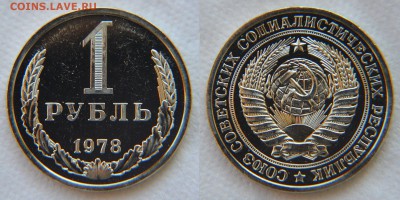 COINS.LAVE.RU
1
РУБЛЬ
1978
СОЮЗ СОВЕТСКИХ СОЦИАЛИСТИЧЕСКИХ РЕСПУБЛИК